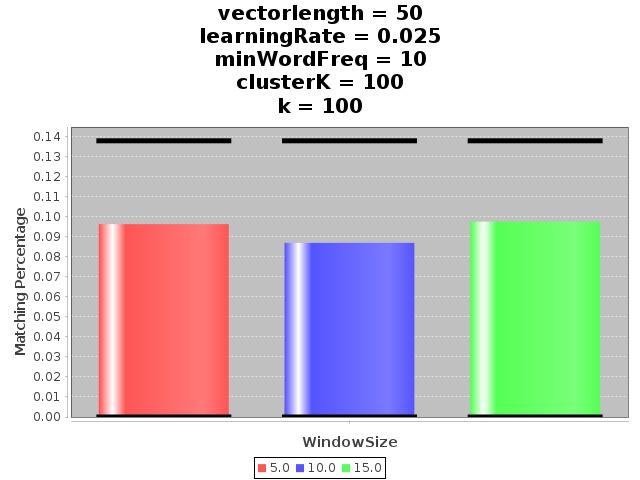 vectorlength = 50
learningRate = 0.025
minWordFreq = 10
clusterK = 100
k = 100
0.14
0.13
0.12
0.11
0.10
0.09
0.08
0.07
0.06
0.05
0.04
0.03
0.02
0.01
0.00
Matching Percentage
WindowSize
5.0 10.0 15.0